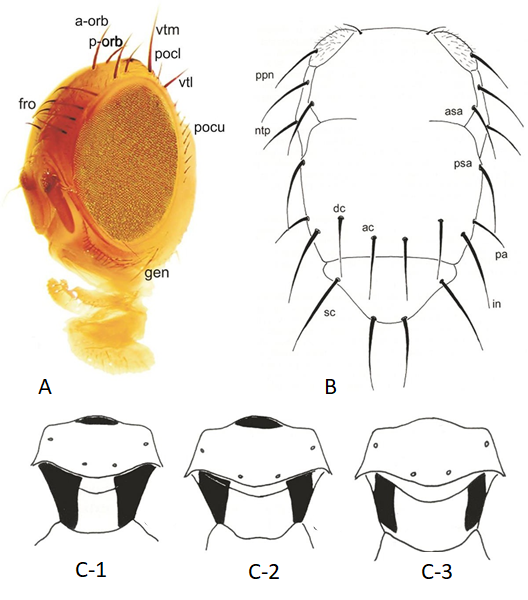 a-orb
p-orb
vtm
pocl
vtl
fro
pocu
gen
A
ppn
ntp
asa
psa
dc
ac
pa
in
sc
B
C-1
C-2
C-3